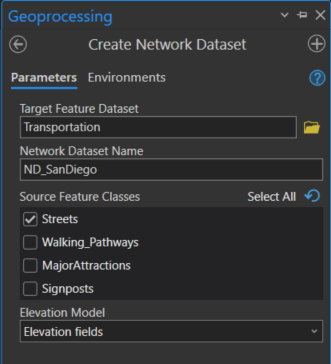 Geoprocessing
Create Network Dataset
Parameters Environments
Target Feature Dataset
Transportation
Network Dataset Name
ND_SanDiego
Source Feature Classes Select All
Streets
Walking_Pathways
MajorAttractions
Signposts
Elevation Model
Elevation fields